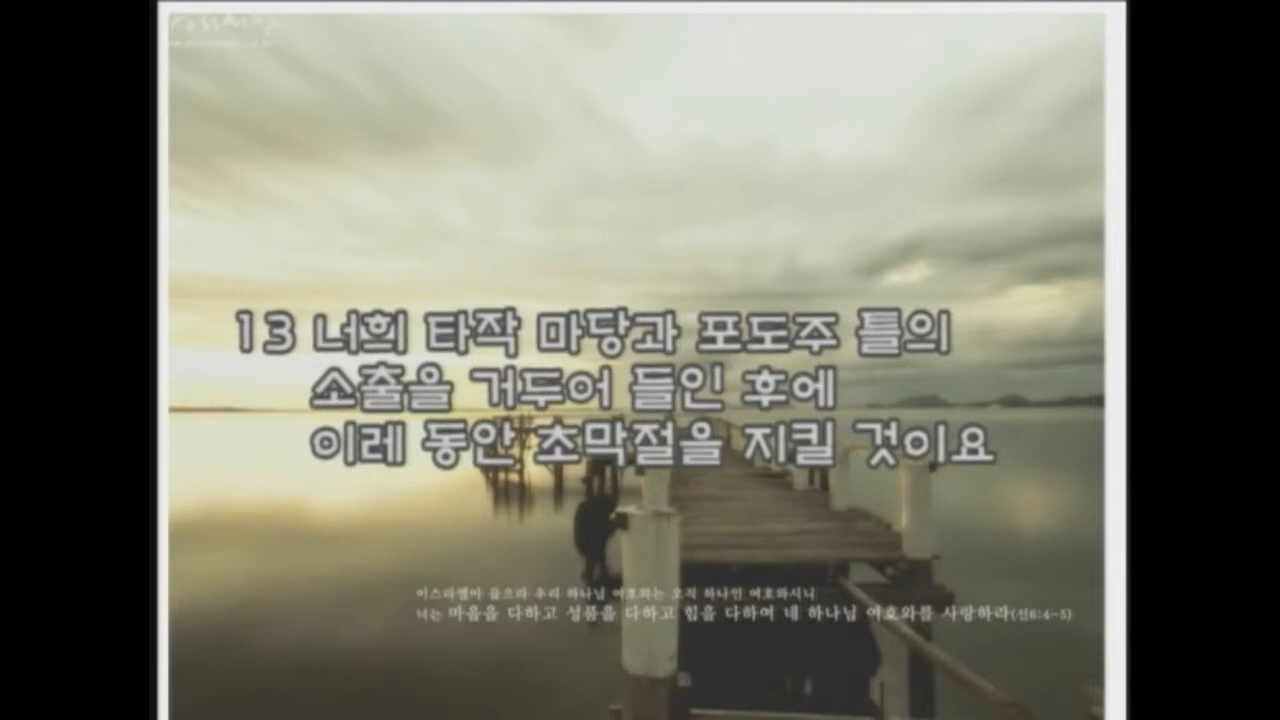 13 너희 타작 마당과 포도주 틀의
소출을 거두어 들인 후에
이레 동안 초막절을 지킬 것이요
이스라엘아 들으라 우리 하나님 여호와는 오직 하나인 여호와시니
너는 마음을 다하고 성품을 다하고 힘을 다하여 네 하나님 여호와를 사랑하라(신6:4-5)